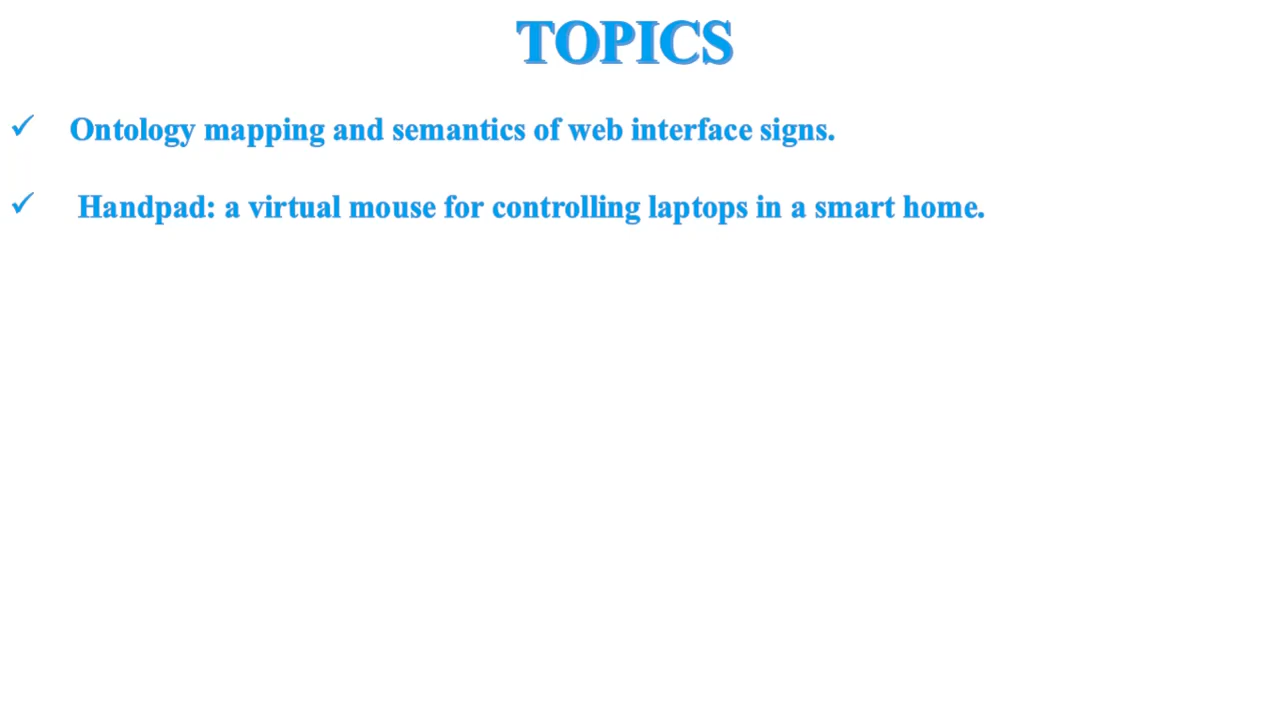 TOPICS
✓ Ontology mapping and semantics of web interface signs.
✓ Handpad: a virtual mouse for controlling laptops in a smart home.